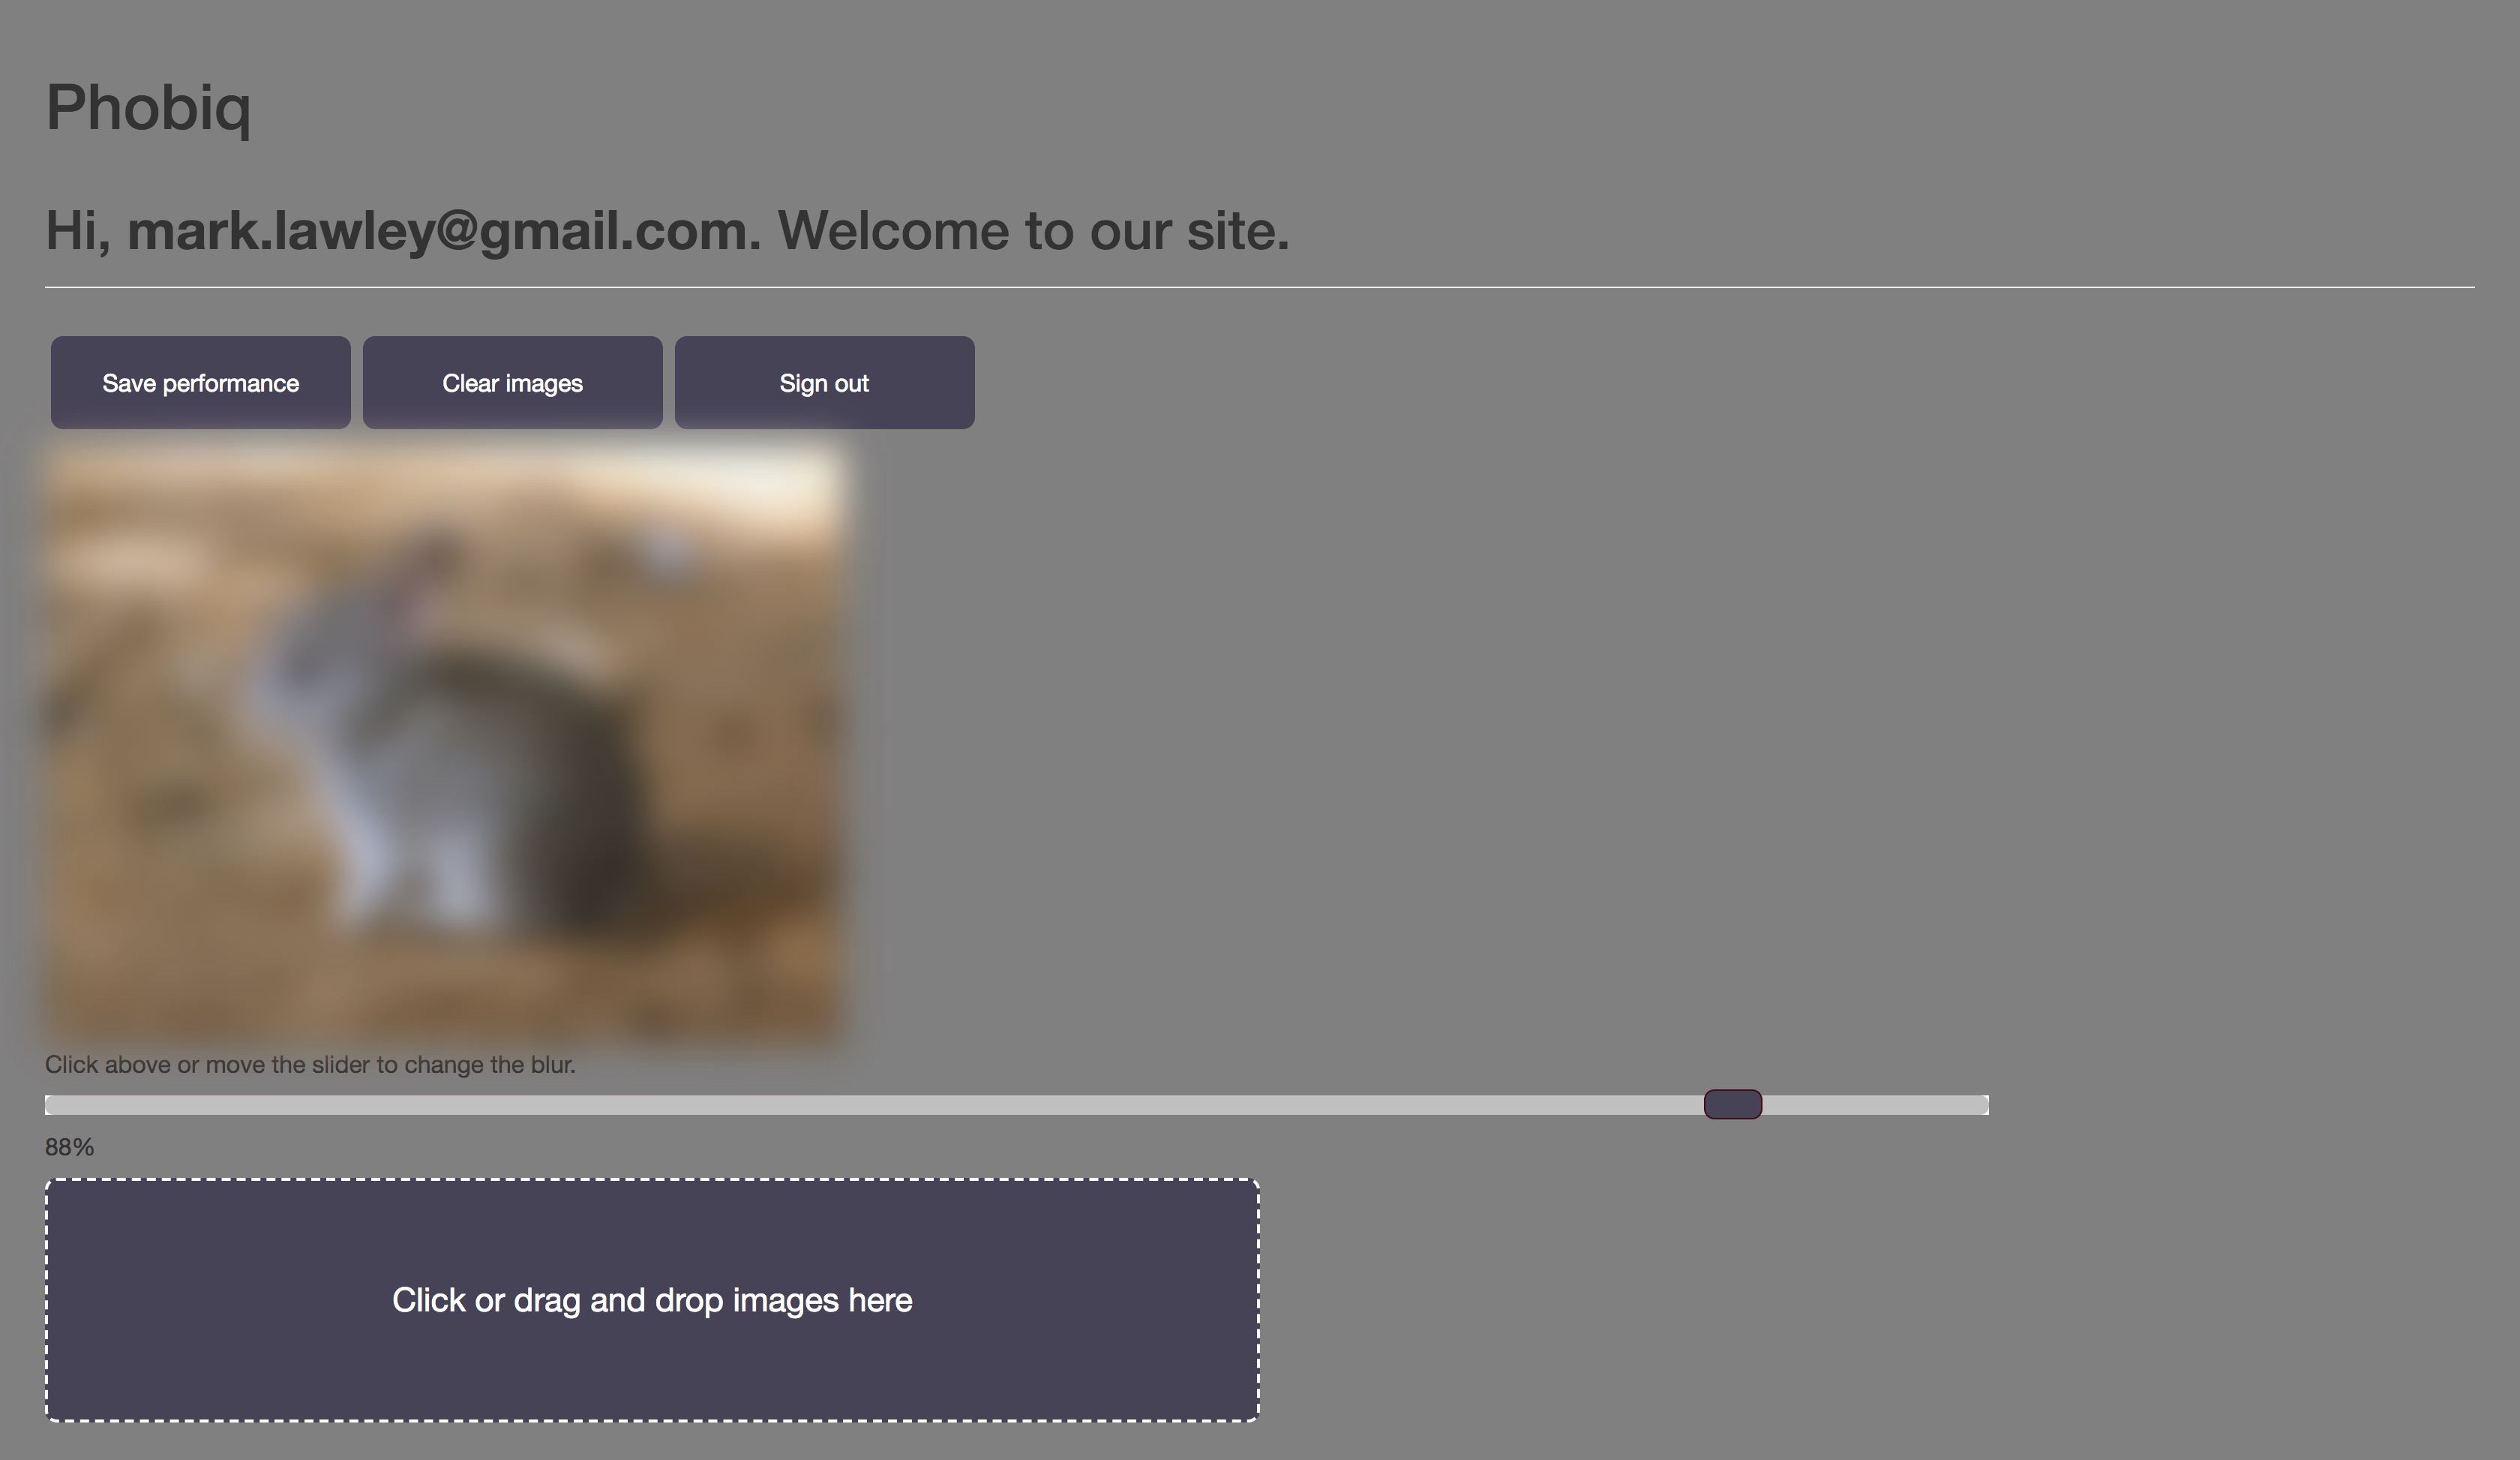 Phobiq
Hi, mark.lawley@gmail.com. Welcome to our site.
Save performance
Clear images
Sign out
Click above or move the slider to change the blur.
88%
Click or drag and drop images here